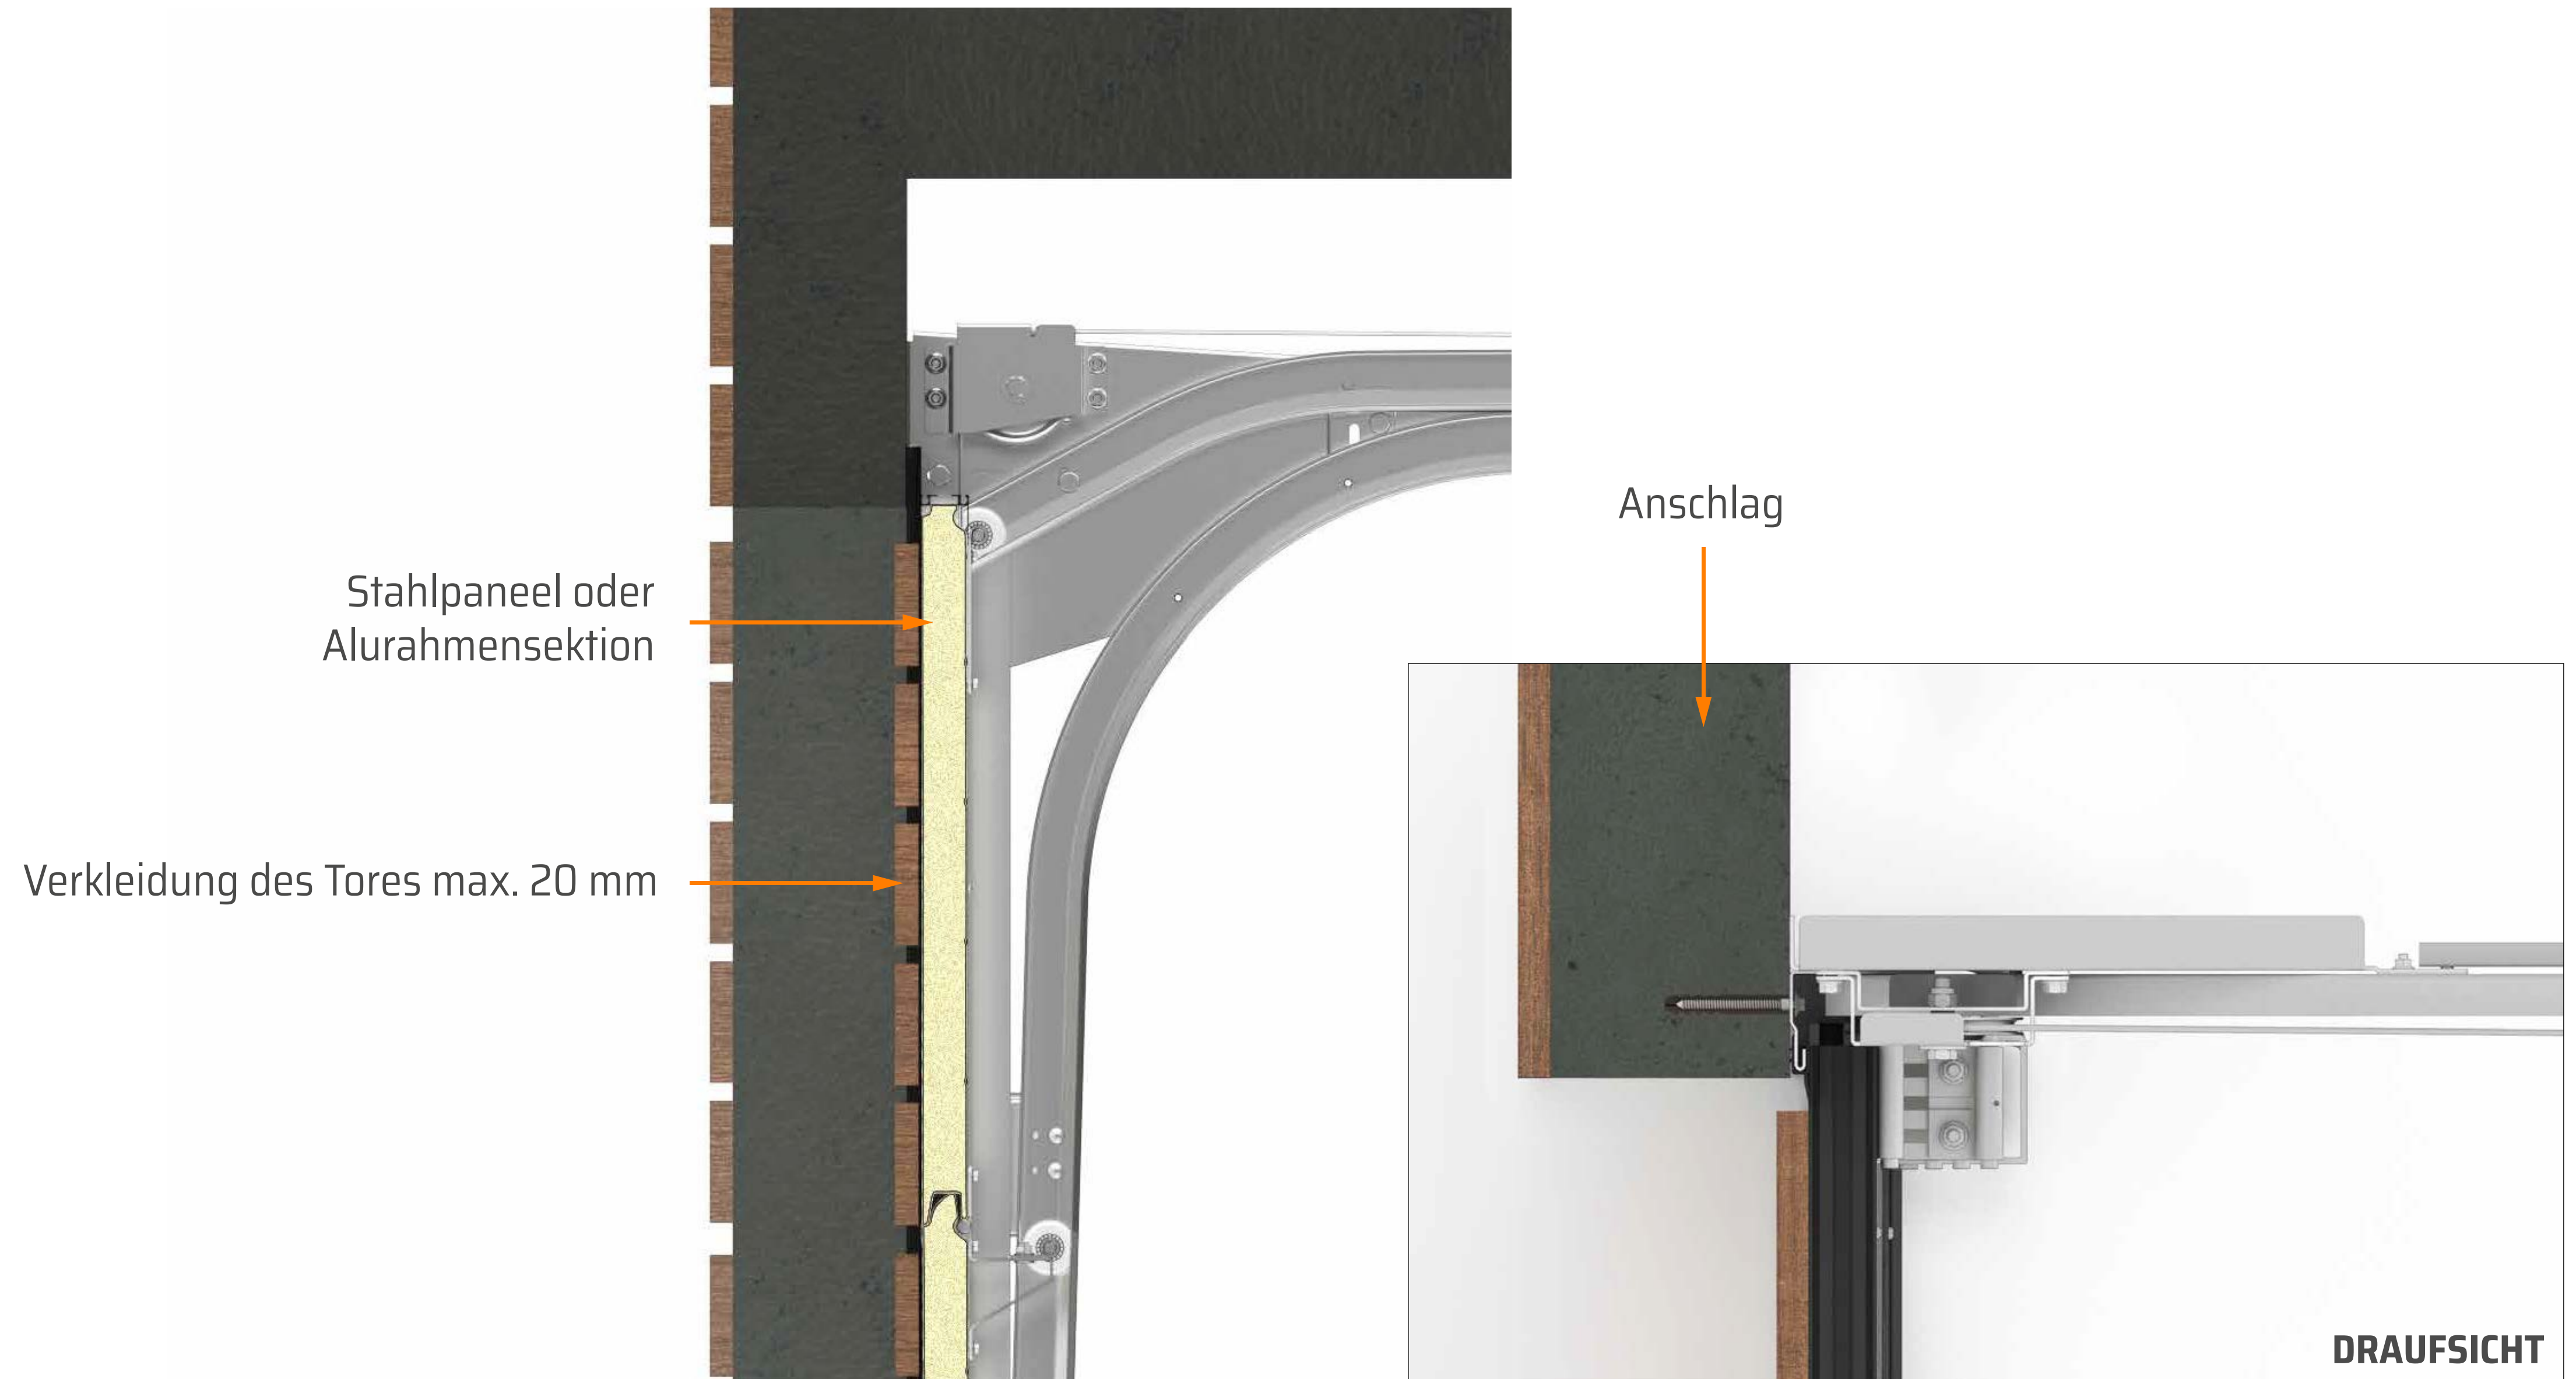 Anschlag
Stahlpaneel oder
Alurahmensektion
Verkleidung des Tores max. 20 mm
DRAUFSICHT